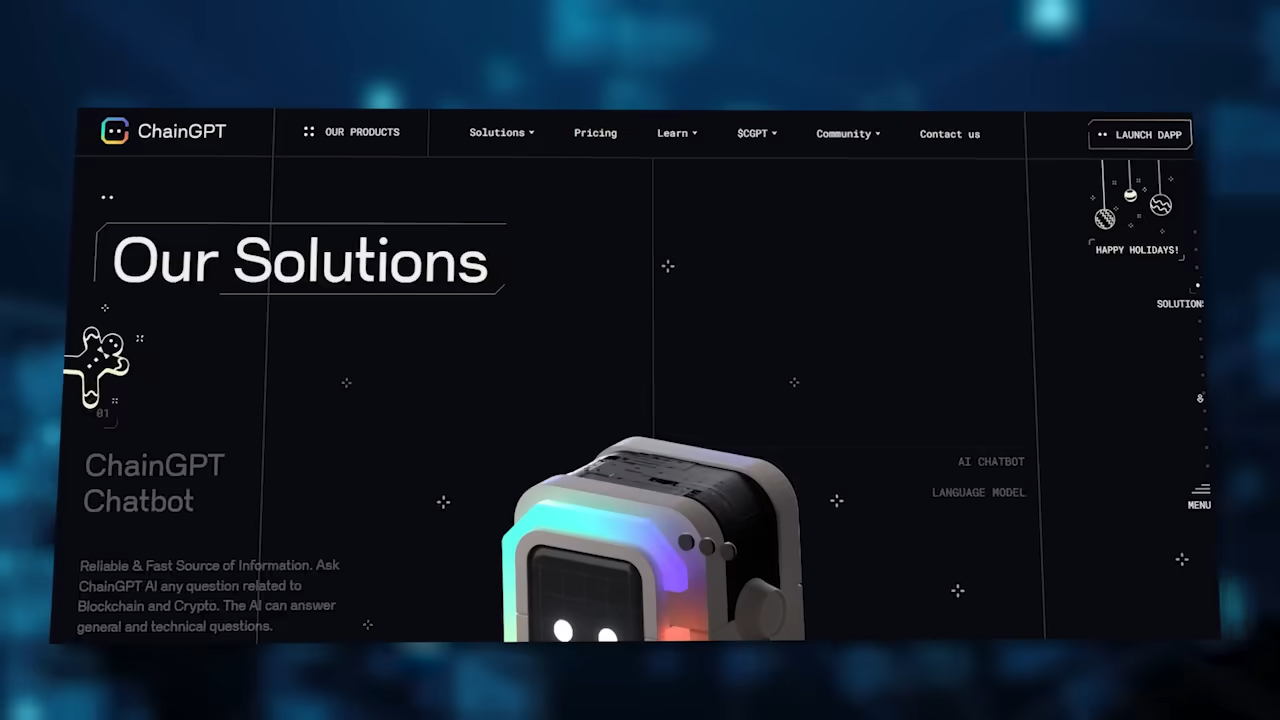 ChainGPT
OUR PRODUCTS
Solutions
Pricing
Learn
$CGPT
Community
Contact us
LAUNCH DAPP
Our Solutions
HAPPY HOLIDAYS!
SOLUTIONS
01
ChainGPT
Chatbot
AI CHATBOT
LANGUAGE MODEL
&
MENU
Reliable & Fast Source of Information. Ask
ChainGPT AI any question related to
Blockchain and Crypto. The AI can answer
general and technical questions.